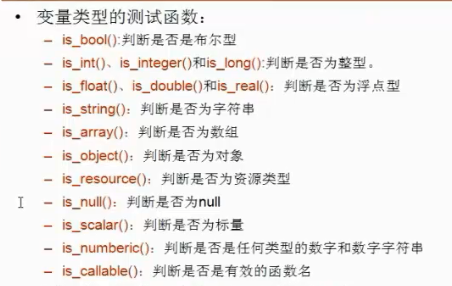 • 变量类型的测试函数：
– is_bool():判断是否是布尔型
– is_int()、is_integer()和is_long():判断是否为整型。
– is_float()、is_double()和is_real()：判断是否为浮点型
– is_string()：判断是否为字符串
– is_array()：判断是否为数组
– is_object()：判断是否为对象
– is_resource()：判断是否为资源类型
– is_null()：判断是否为null
– is_scalar()：判断是否为标量
– is_numberic()：判断是否是任何类型的数字和数字字符串
– is_callable()：判断是否是有效的函数名